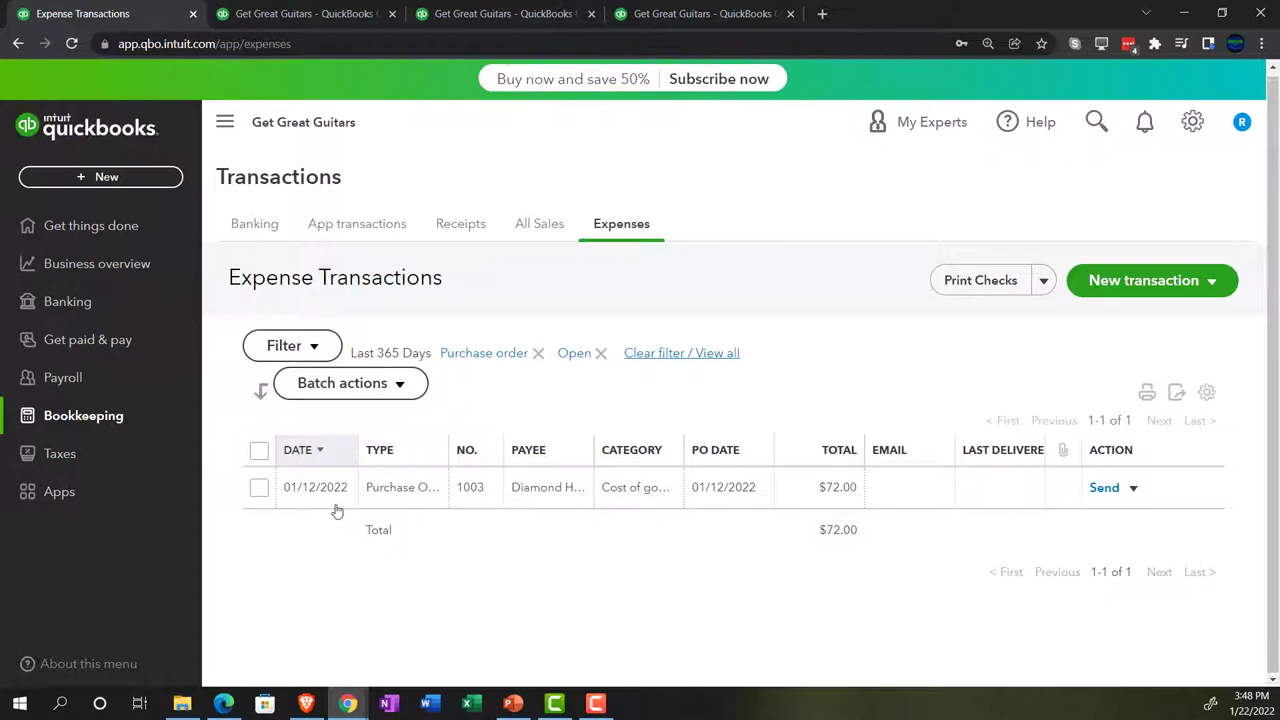 Expense Transactions
Get Great Guitars - QuickBooks
Get Great Guitars - QuickBooks
Get Great Guitars - QuickBooks
app.qbo.intuit.com/app/expenses
4
Buy now and save 50% Subscribe now
qb intuit quickbooks.
Get Great Guitars
My Experts
Help
R
+ New
Transactions
Banking App transactions Receipts All Sales Expenses
Get things done
Business overview
Banking
Get paid & pay
Payroll
Bookkeeping
Taxes
Apps
Expense Transactions
Print Checks
New transaction
Filter Last 365 Days Purchase order Open Clear filter / View all
Batch actions
< First Previous 1-1 of 1 Next Last >
DATE TYPE NO. PAYEE CATEGORY PO DATE TOTAL EMAIL LAST DELIVERE ACTION
01/12/2022 Purchase O... 1003 Diamond H... Cost of go... 01/12/2022 $72.00 Send
Total $72.00
< First Previous 1-1 of 1 Next Last >
About this menu
3:48 PM
1/22/2022